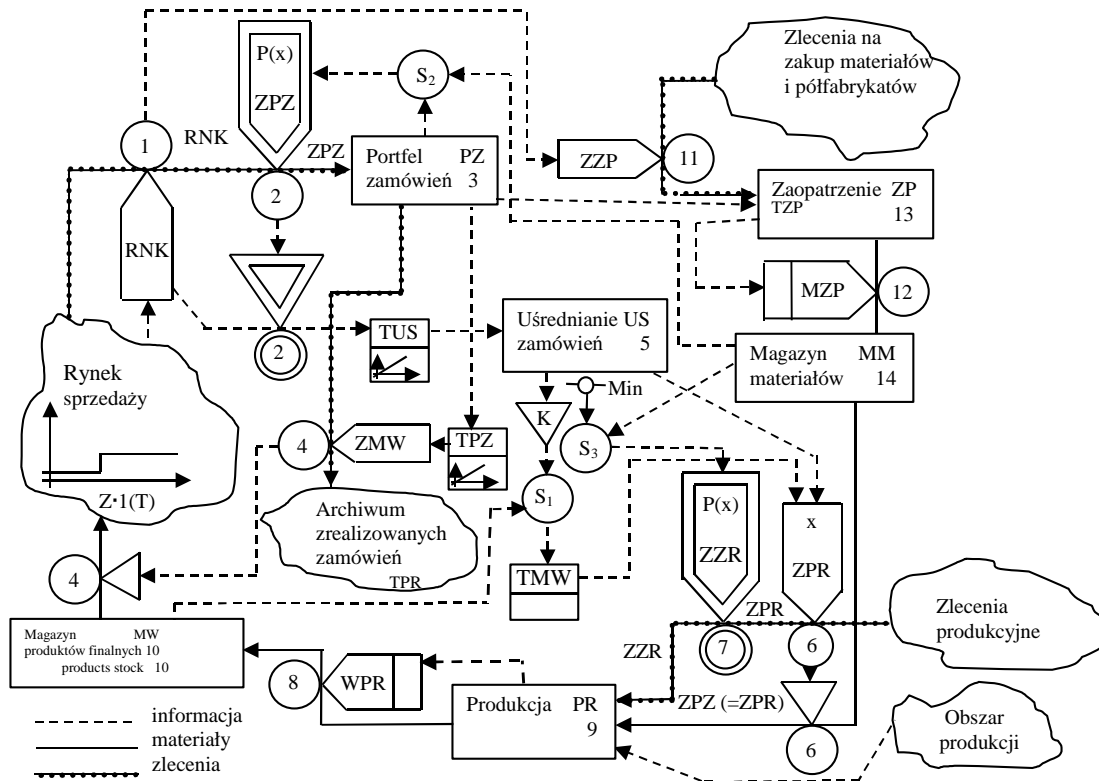 P(x)
ZPZ
S2
RNK
1
ZPZ
2
Portfel PZ
zamówień 3
ZZP
11
Zlecenia na
zakup materiałów
i półfabrykatów
Zaopatrzenie ZP
TZP
13
RNK
MZP
12
2
TUS
Uśrednianie US
zamówień 5
Magazyn MM
materiałów 14
Rynek
sprzedaży
Z·1(T)
Min
K
S3
4
ZMW
TPZ
S1
Archiwum
zrealizowanych
zamówień
TPR
P(x)
ZZR
x
ZPR
4
TMW
ZPR
Zlecenia
produkcyjne
Magazyn MW
produktów finalnych 10
products stock 10
7
6
ZZR
8
WPR
Produkcja PR
9
ZPZ (=ZPR)
6
Obszar
produkcji
informacja
materiały
zlecenia